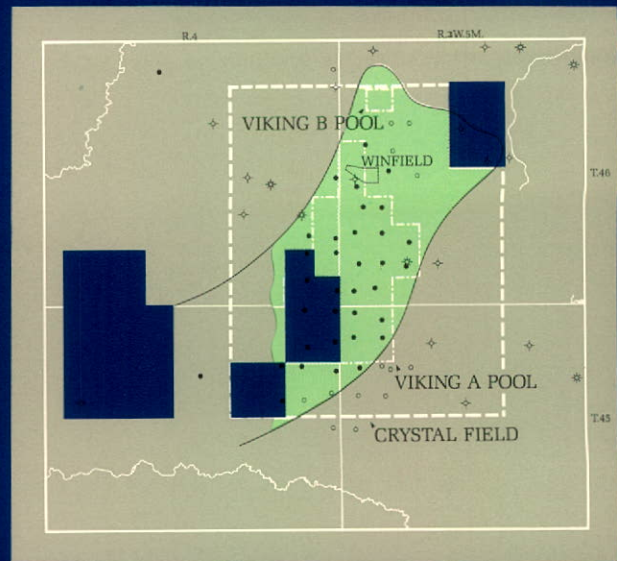 R.4
R.3W.5M.
VIKING B POOL
WINFIELD
T.46
VIKING A POOL
T.45
CRYSTAL FIELD